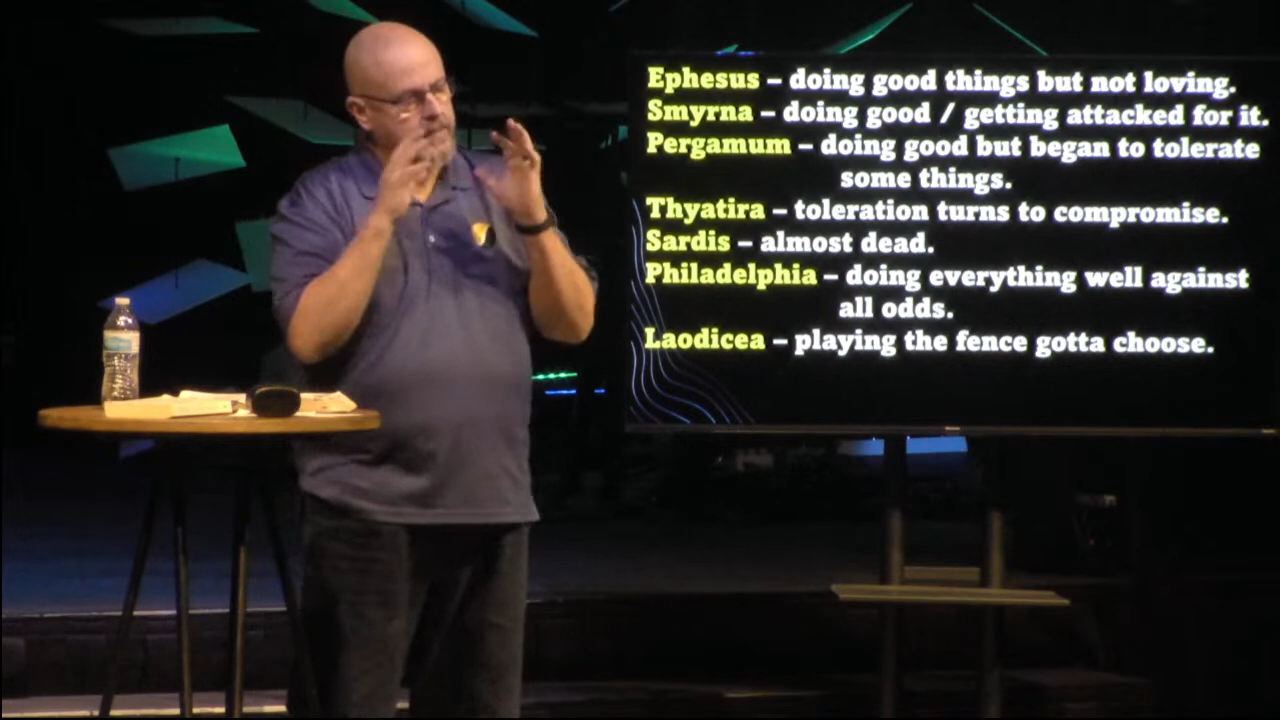 Ephesus – doing good things but not loving.
Smyrna – doing good / getting attacked for it.
Pergamum – doing good but began to tolerate
some things.
Thyatira – toleration turns to compromise.
Sardis – almost dead.
Philadelphia – doing everything well against
all odds.
Laodicea – playing the fence gotta choose.